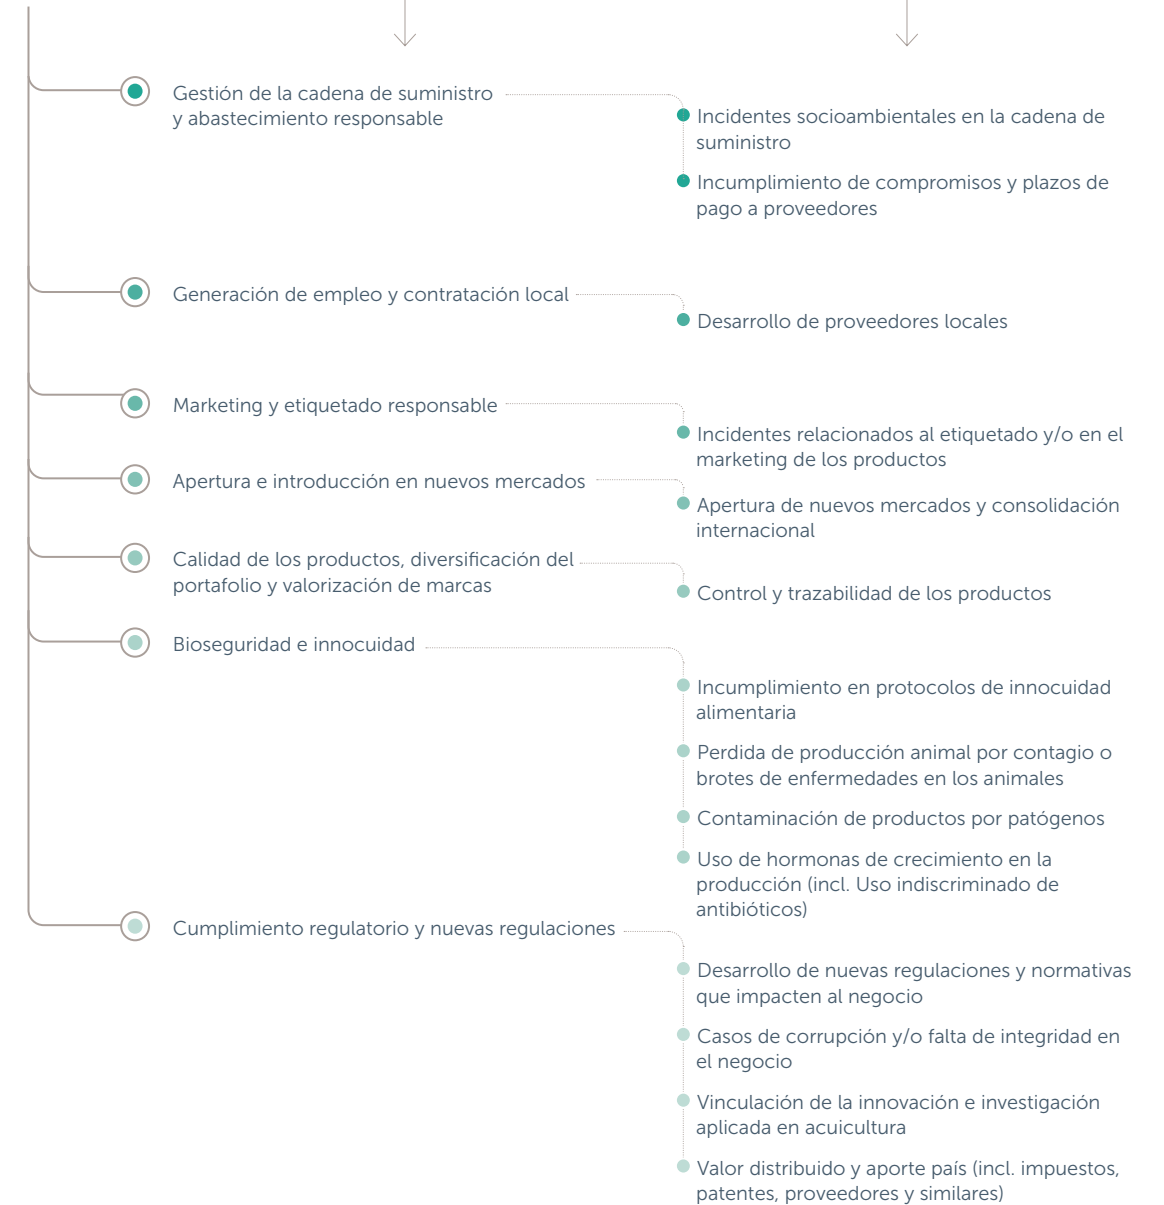 Gestión de la cadena de suministro
y abastecimiento responsable
Incidentes socioambientales en la cadena de
suministro
Incumplimiento de compromisos y plazos de
pago a proveedores
Generación de empleo y contratación local
Desarrollo de proveedores locales
Marketing y etiquetado responsable
Incidentes relacionados al etiquetado y/o en el
marketing de los productos
Apertura e introducción en nuevos mercados
Apertura de nuevos mercados y consolidación
internacional
Calidad de los productos, diversificación del
portafolio y valorización de marcas
Control y trazabilidad de los productos
Bioseguridad e innocuidad
Incumplimiento en protocolos de innocuidad
alimentaria
Perdida de producción animal por contagio o
brotes de enfermedades en los animales
Contaminación de productos por patógenos
Uso de hormonas de crecimiento en la
producción (incl. Uso indiscriminado de
antibióticos)
Cumplimiento regulatorio y nuevas regulaciones
Desarrollo de nuevas regulaciones y normativas
que impacten al negocio
Casos de corrupción y/o falta de integridad en
el negocio
Vinculación de la innovación e investigación
aplicada en acuicultura
Valor distribuido y aporte país (incl. impuestos,
patentes, proveedores y similares)